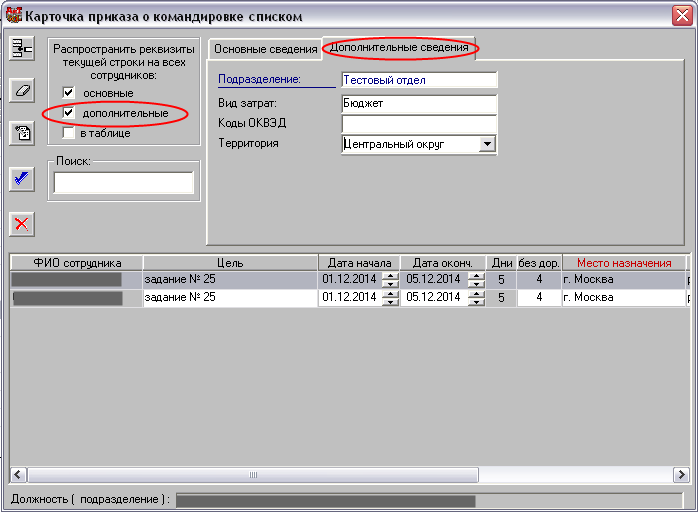 Карточка приказа о командировке списком
Распространить реквизиты
текущей строки на всех
сотрудников:
основные
дополнительные
в таблице
Поиск:
Основные сведения
Дополнительные сведения
Подразделение: Тестовый отдел
Вид затрат: Бюджет
Коды ОКВЭД
Территория Центральный округ
ФИО сотрудника Цель Дата начала Дата оконч. Дни без дор. Место назначения
задание № 25 01.12.2014 05.12.2014 5 4 г. Москва
задание № 25 01.12.2014 05.12.2014 5 4 г. Москва
Должность ( подразделение ) :